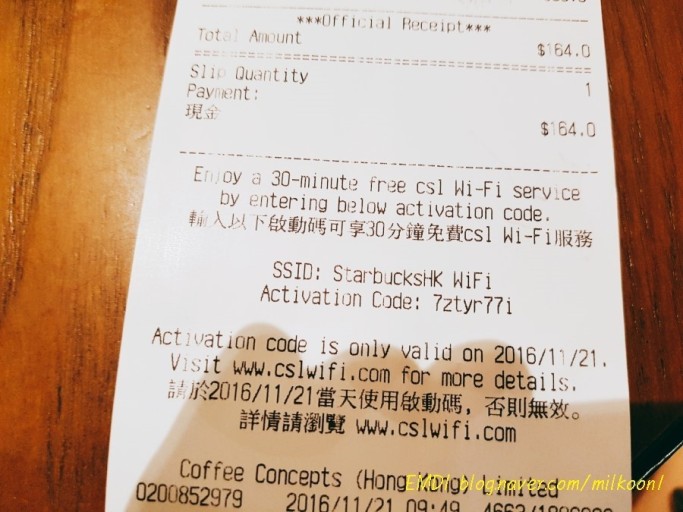 ***Official Receipt***
Total Amount $164.0
Slip Quantity 1
Payment:
現金 $164.0
Enjoy a 30-minute free csl Wi-Fi service
by entering below activation code.
輸入以下啟動碼可享30分鐘免費csl Wi-Fi服務
SSID: StarbucksHK WiFi
Activation Code: 7ztyr77i
Activation code is only valid on 2016/11/21.
Visit www.cslwifi.com for more details.
請於2016/11/21當天使用啟動碼，否則無效。
詳情請瀏覽 www.cslwifi.com
Coffee Concepts (Hong Kong) Limited
EMDI blog.naver.com/milkoonl
0200852979 2016/11/21 09:49